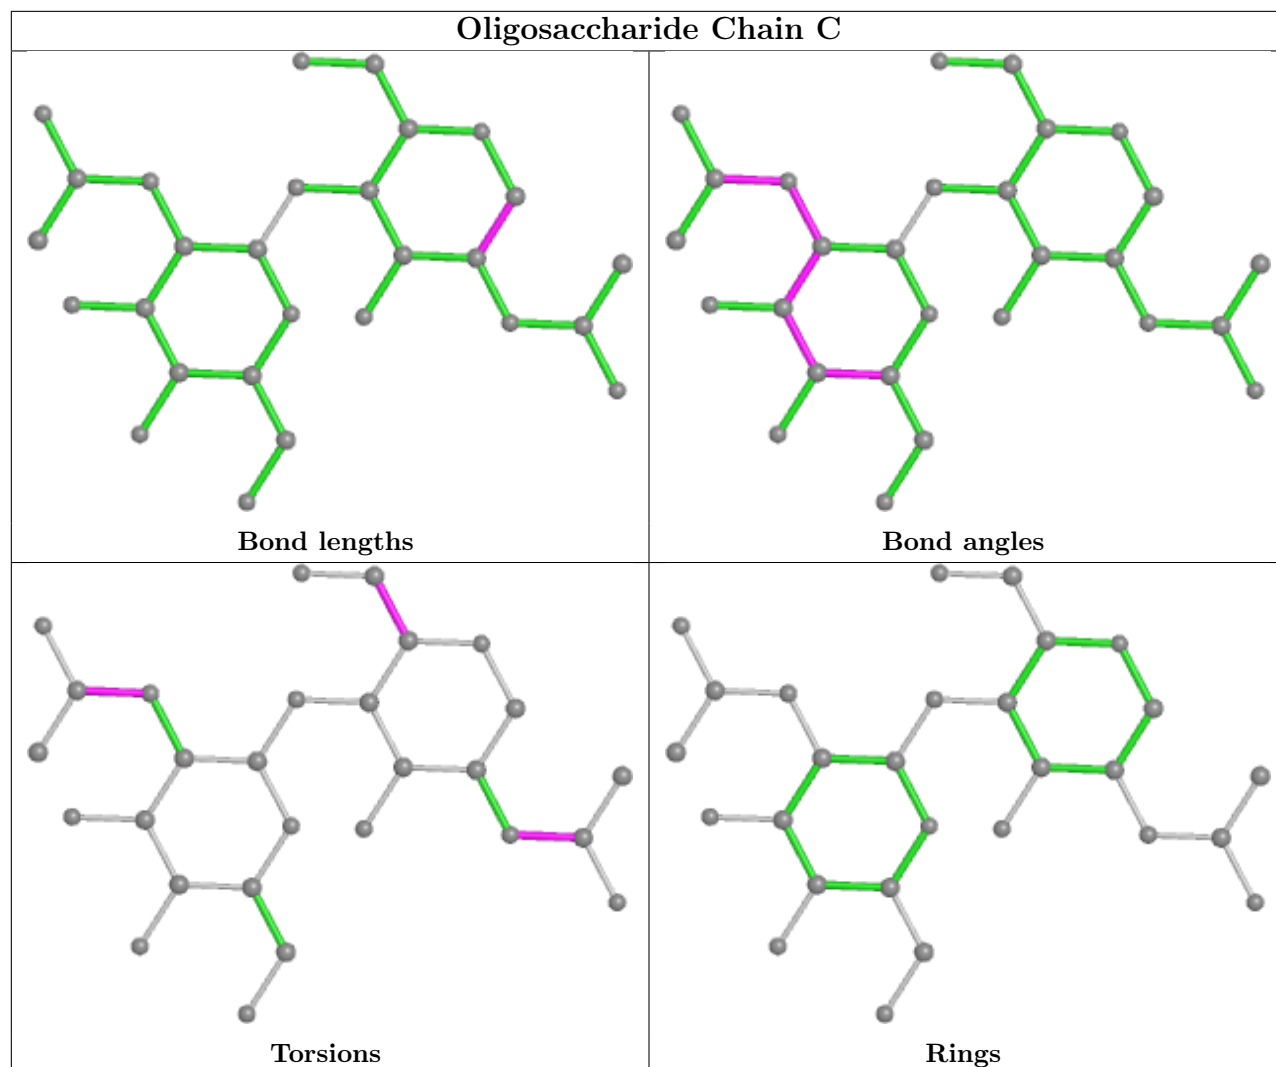 Oligosaccharide Chain C
Bond lengths
Bond angles
Torsions
Rings